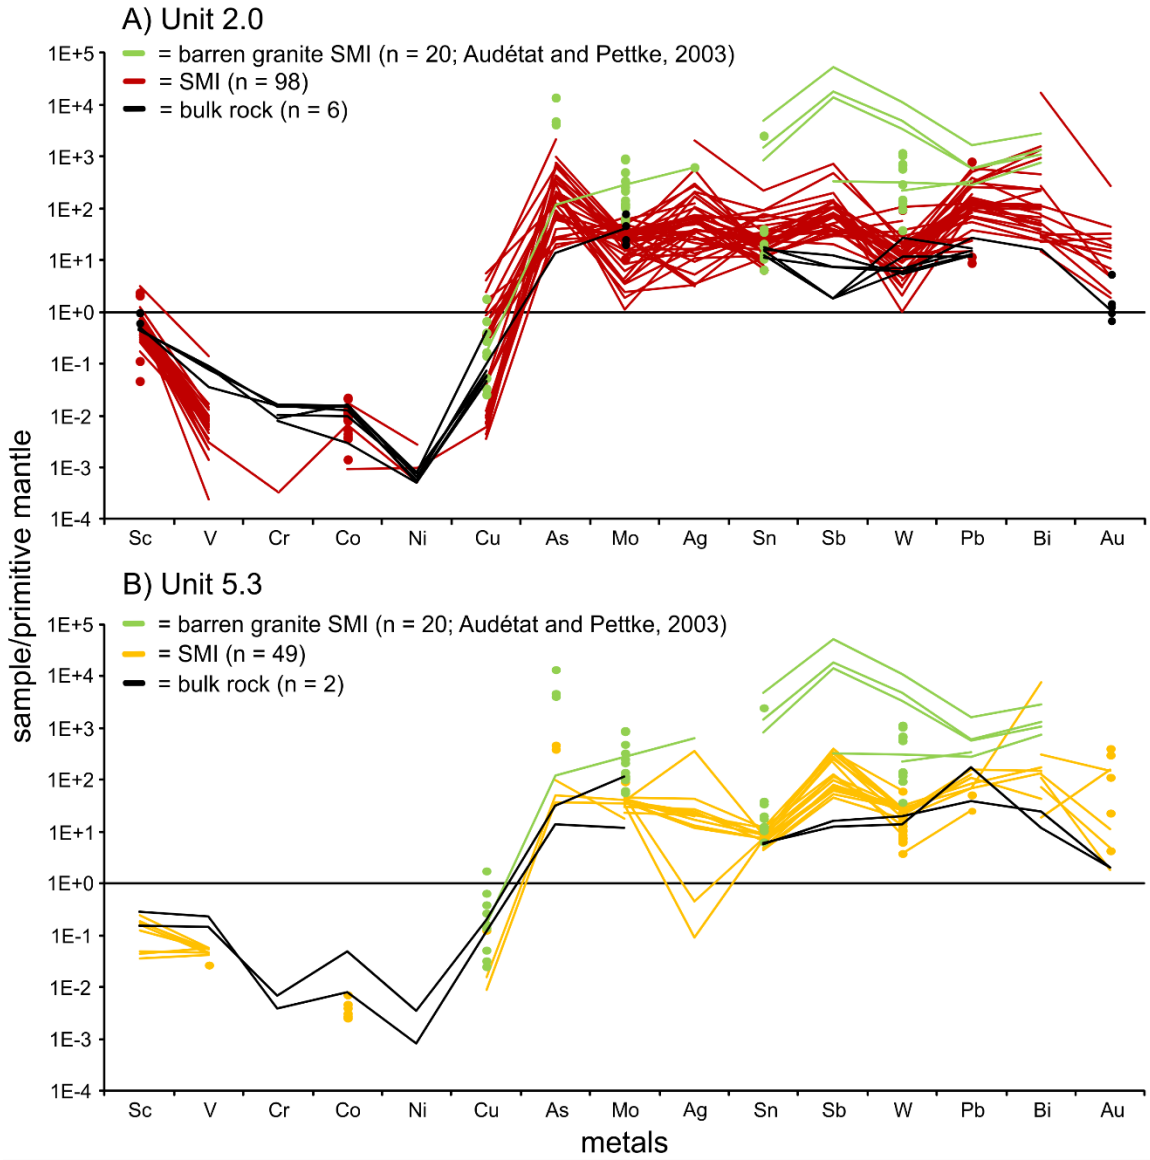 A) Unit 2.0
= barren granite SMI (n = 20; Audétat and Pettke, 2003)
= SMI (n = 98)
= bulk rock (n = 6)
1E+5
1E+4
1E+3
1E+2
1E+1
1E+0
1E-1
1E-2
1E-3
1E-4
Sc V Cr Co Ni Cu As Mo Ag Sn Sb W Pb Bi Au
sample/primitive mantle
B) Unit 5.3
= barren granite SMI (n = 20; Audétat and Pettke, 2003)
= SMI (n = 49)
= bulk rock (n = 2)
1E+5
1E+4
1E+3
1E+2
1E+1
1E+0
1E-1
1E-2
1E-3
1E-4
Sc V Cr Co Ni Cu As Mo Ag Sn Sb W Pb Bi Au
metals